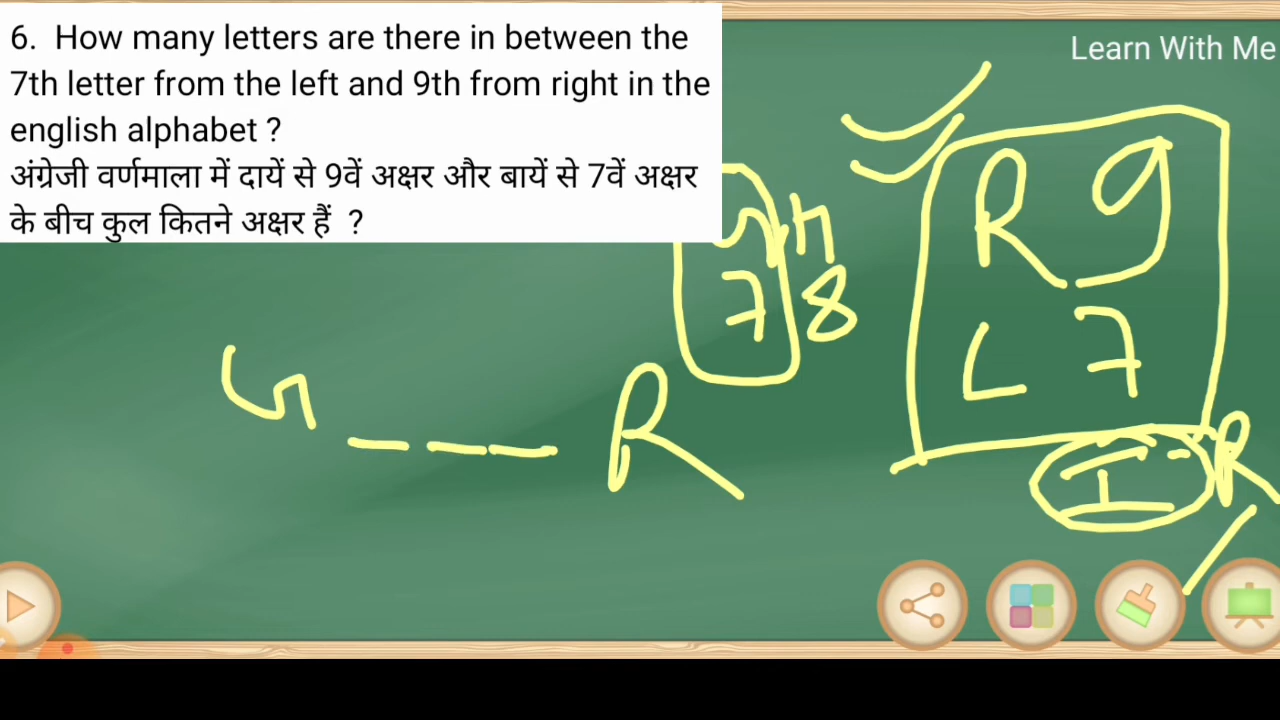 6. How many letters are there in between the
7th letter from the left and 9th from right in the
english alphabet ?
अंग्रेजी वर्णमाला में दायें से 9वें अक्षर और बायें से 7वें अक्षर
के बीच कुल कितने अक्षर हैं ?
Learn With Me
R 9
L 7
7 8
G _ _ _ R
I
R